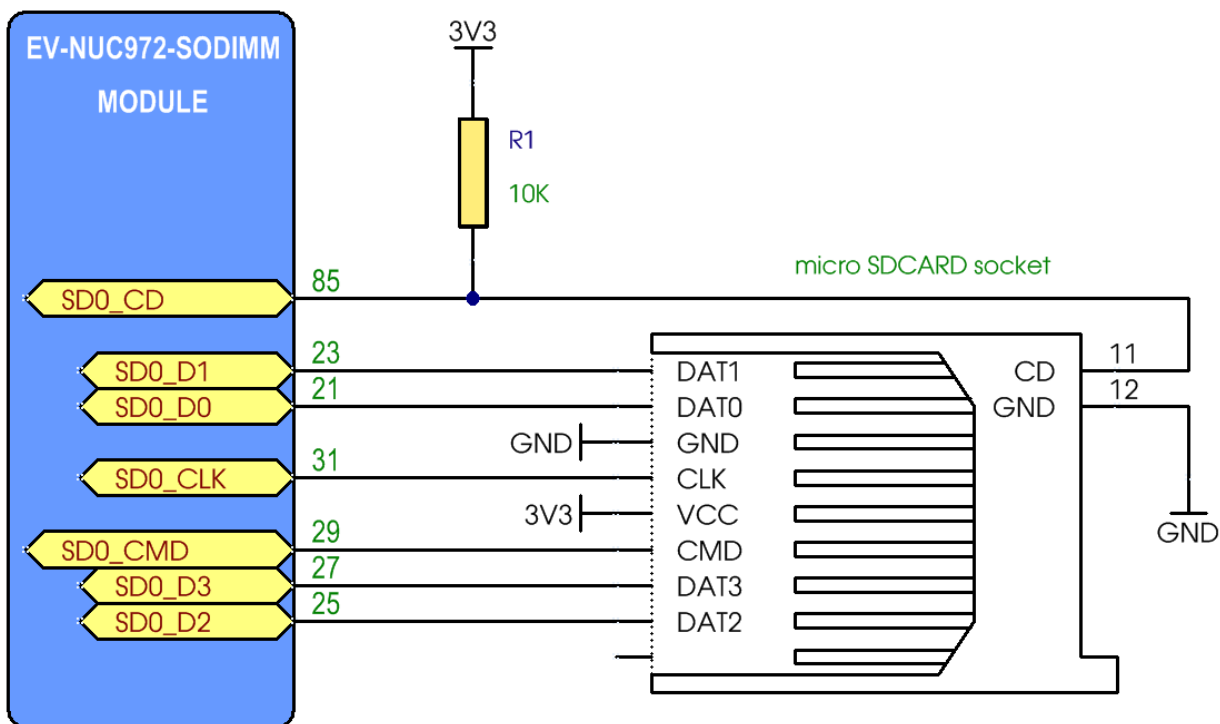 EV-NUC972-SODIMM
MODULE
3V3
R1
10K
micro SDCARD socket
SD0_CD
85
SD0_D1
23
DAT1
CD
11
SD0_D0
21
DAT0
GND
12
GND
GND
SD0_CLK
31
CLK
3V3
VCC
GND
SD0_CMD
29
CMD
SD0_D3
27
DAT3
SD0_D2
25
DAT2